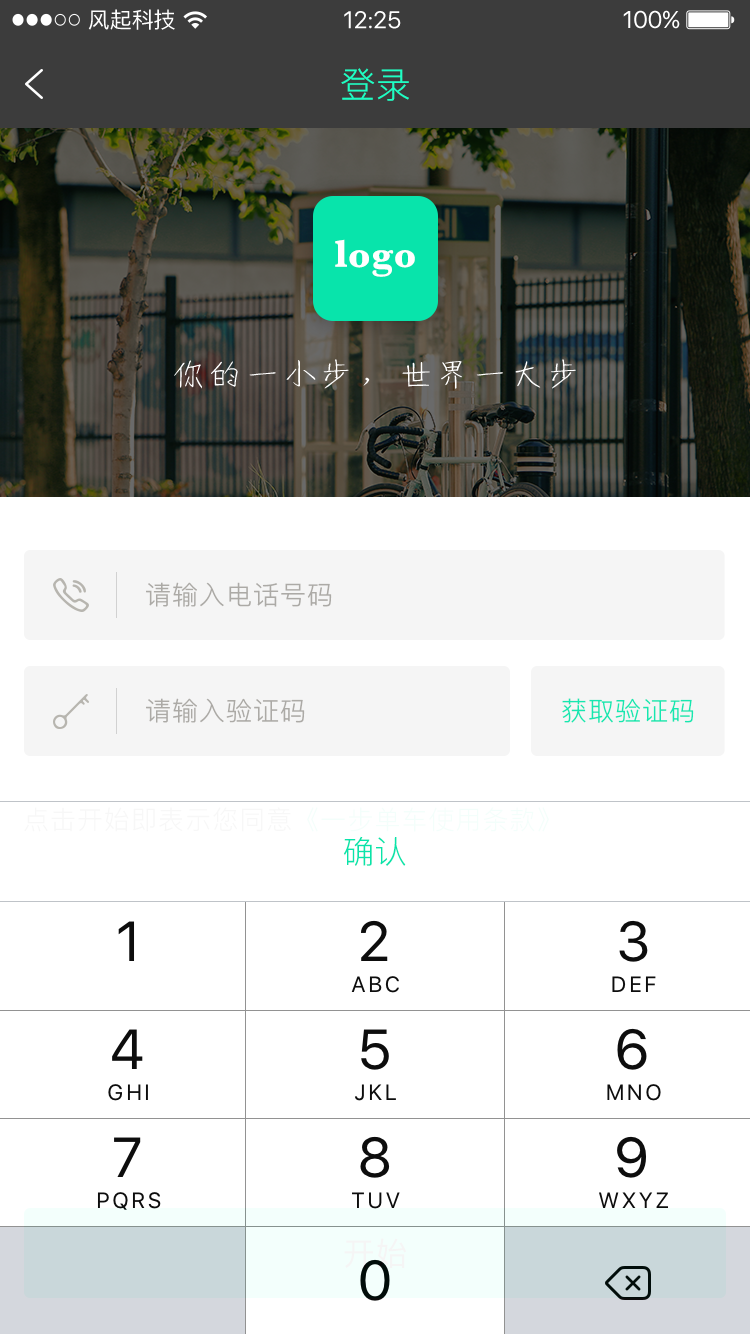 风起科技 12:25 100%
登录
logo
你的一小步，世界一大步
请输入电话号码
请输入验证码 获取验证码
点击开始即表示您同意《一步单车使用条款》
确认
1 2 3
ABC DEF
4 5 6
GHI JKL MNO
7 8 9
PQRS TUV WXYZ
开始
0